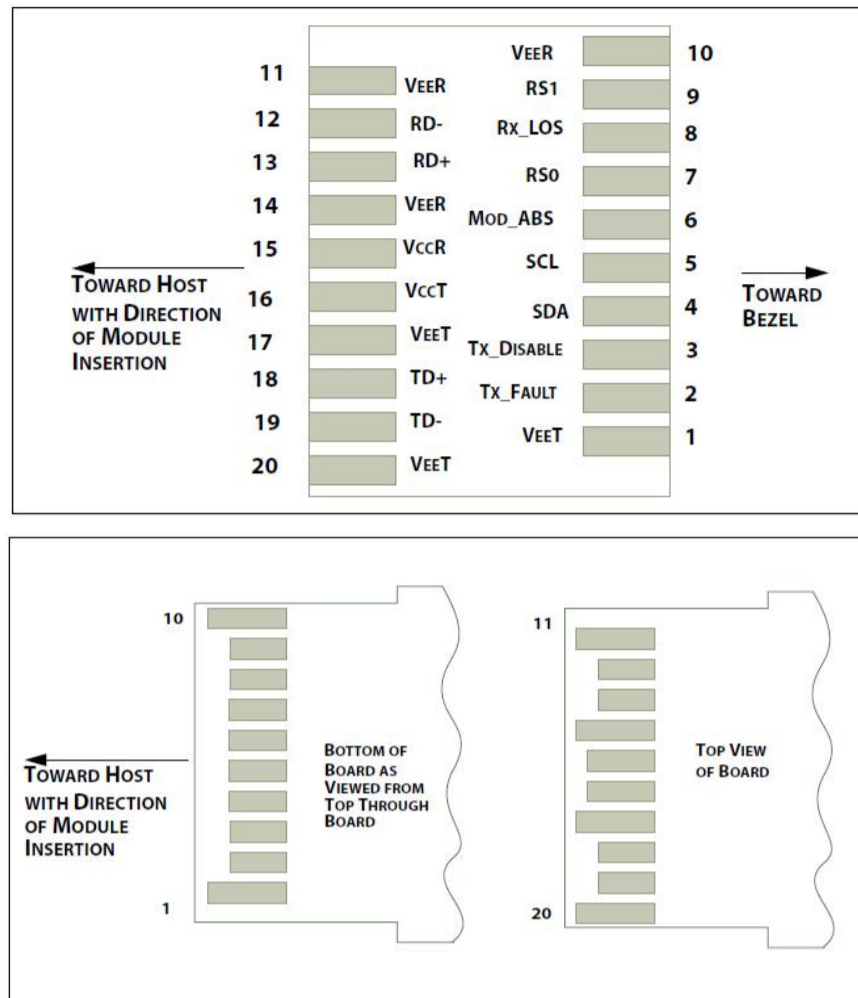 11
VEER
12
RD-
13
RD+
14
VEER
15
VCCR
16
VCCT
17
VEET
18
TD+
19
TD-
20
VEET
VEER
10
RS1
9
RX_LOS
8
RS0
7
MOD_ABS
6
SCL
5
SDA
4
TX_DISABLE
3
TX_FAULT
2
VEET
1
TOWARD HOST
WITH DIRECTION
OF MODULE
INSERTION
TOWARD
BEZEL
10
1
BOTTOM OF
BOARD AS
VIEWED FROM
TOP THROUGH
BOARD
TOWARD HOST
WITH DIRECTION
OF MODULE
INSERTION
11
20
TOP VIEW
OF BOARD